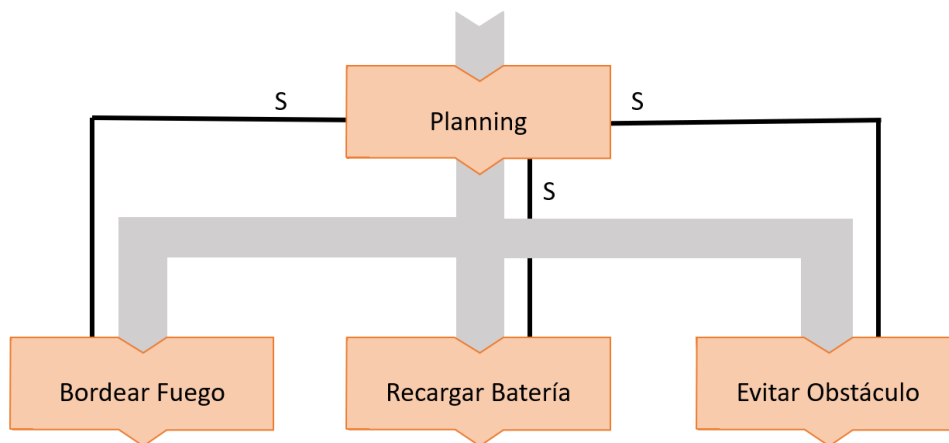 S
Planning
S
S
Bordear Fuego
Recargar Batería
Evitar Obstáculo